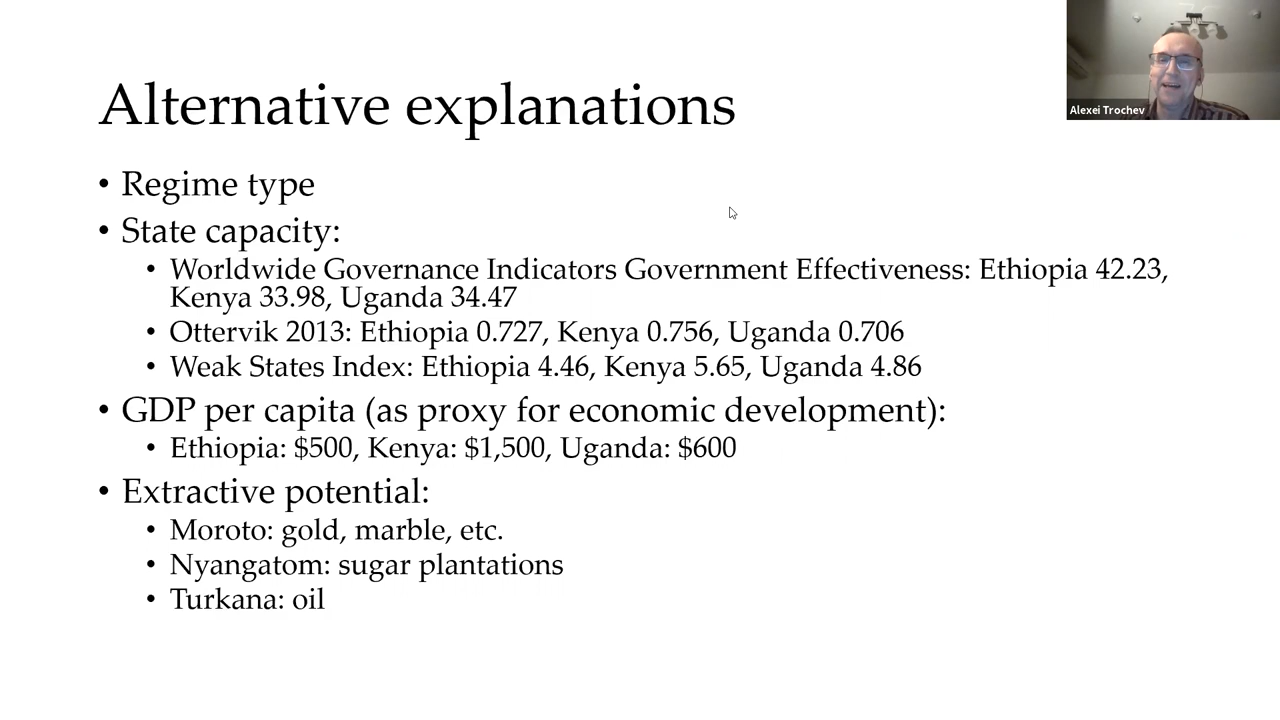 Alternative explanations
Alexei Trochev
• Regime type
• State capacity:
• Worldwide Governance Indicators Government Effectiveness: Ethiopia 42.23,
Kenya 33.98, Uganda 34.47
• Ottervik 2013: Ethiopia 0.727, Kenya 0.756, Uganda 0.706
• Weak States Index: Ethiopia 4.46, Kenya 5.65, Uganda 4.86
• GDP per capita (as proxy for economic development):
• Ethiopia: $500, Kenya: $1,500, Uganda: $600
• Extractive potential:
• Moroto: gold, marble, etc.
• Nyangatom: sugar plantations
• Turkana: oil